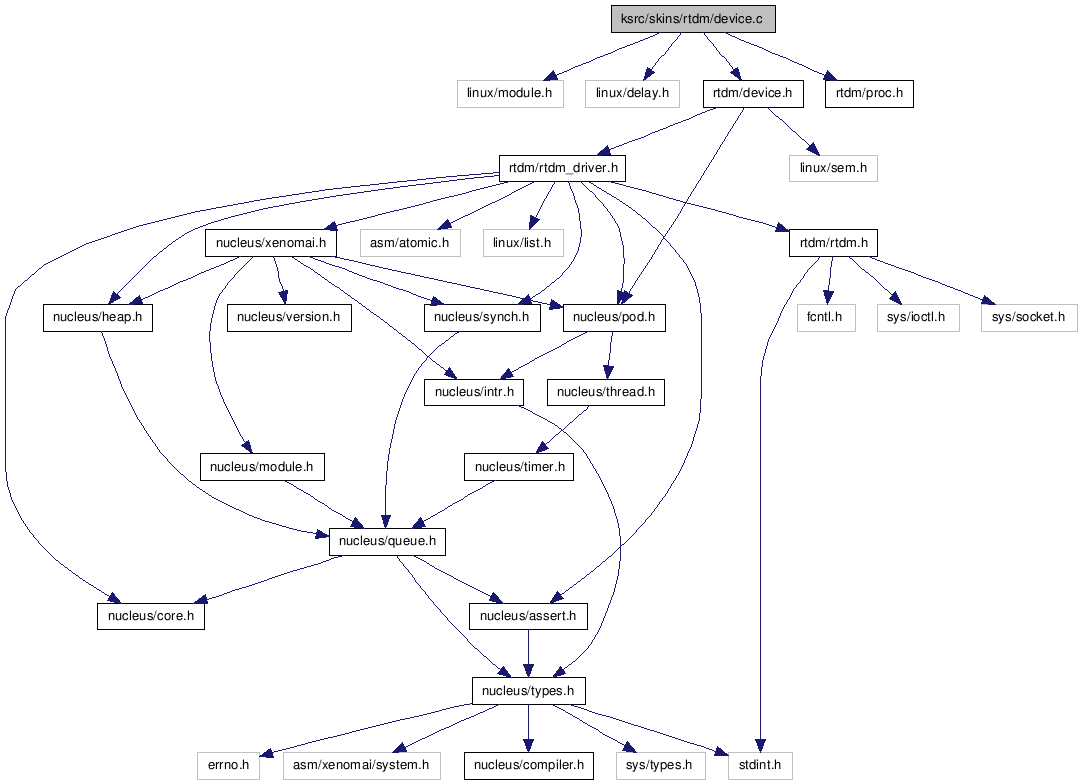 ksrc/skins/rtdm/device.c
linux/module.h
linux/delay.h
rtdm/device.h
rtdm/proc.h
rtdm/rtdm_driver.h
linux/sem.h
nucleus/xenomai.h
asm/atomic.h
linux/list.h
rtdm/rtdm.h
nucleus/heap.h
nucleus/version.h
nucleus/synch.h
nucleus/pod.h
fcntl.h
sys/ioctl.h
sys/socket.h
nucleus/intr.h
nucleus/thread.h
nucleus/module.h
nucleus/timer.h
nucleus/queue.h
nucleus/core.h
nucleus/assert.h
nucleus/types.h
errno.h
asm/xenomai/system.h
nucleus/compiler.h
sys/types.h
stdint.h